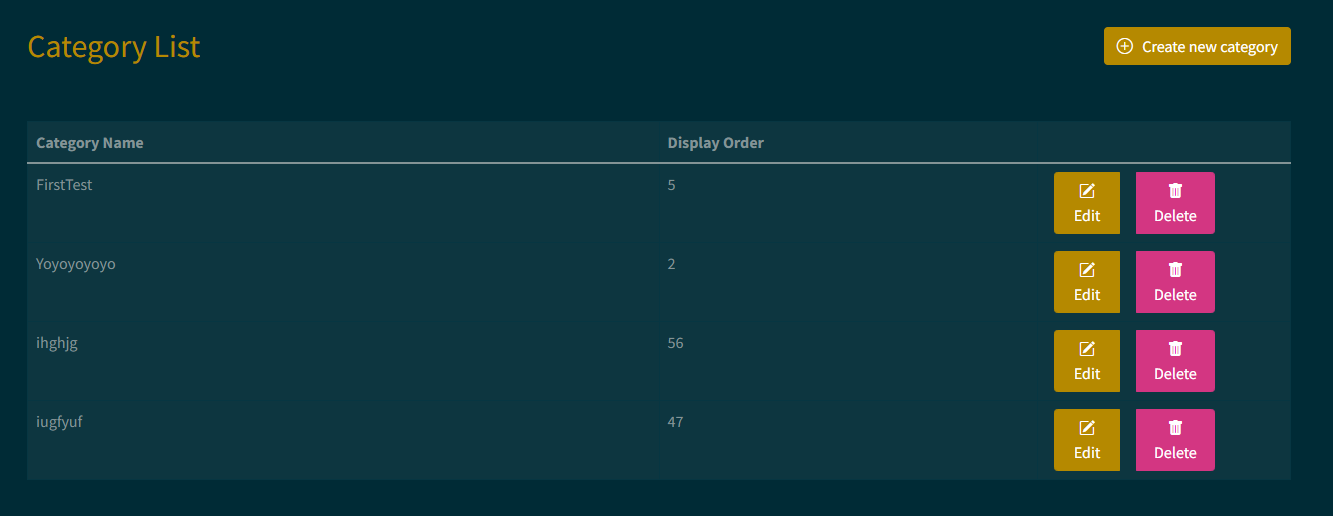 Category List
Create new category
Category Name Display Order
FirstTest 5
Edit Delete
Yoyoyoyoyo 2
Edit Delete
ihghjg 56
Edit Delete
iugfyuf 47
Edit Delete